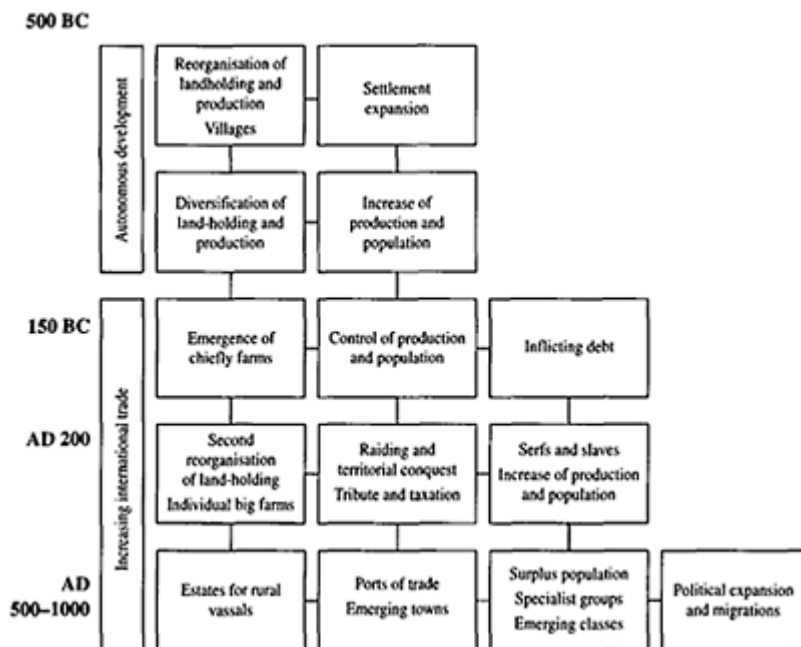 500 BC
Autonomous development
Reorganisation of
landholding and
production
Villages
Settlement
expansion
Diversification of
land-holding and
production
Increase of
production and
population
150 BC
Increasing international trade
Emergence of
chiefly farms
Control of production
and population
Inflicting debt
AD 200
Second
reorganisation
of land-holding
Individual big farms
Raiding and
territorial conquest
Tribute and taxation
Serfs and slaves
Increase of production
and population
AD
500–1000
Estates for rural
vassals
Ports of trade
Emerging towns
Surplus population
Specialist groups
Emerging classes
Political expansion
and migrations